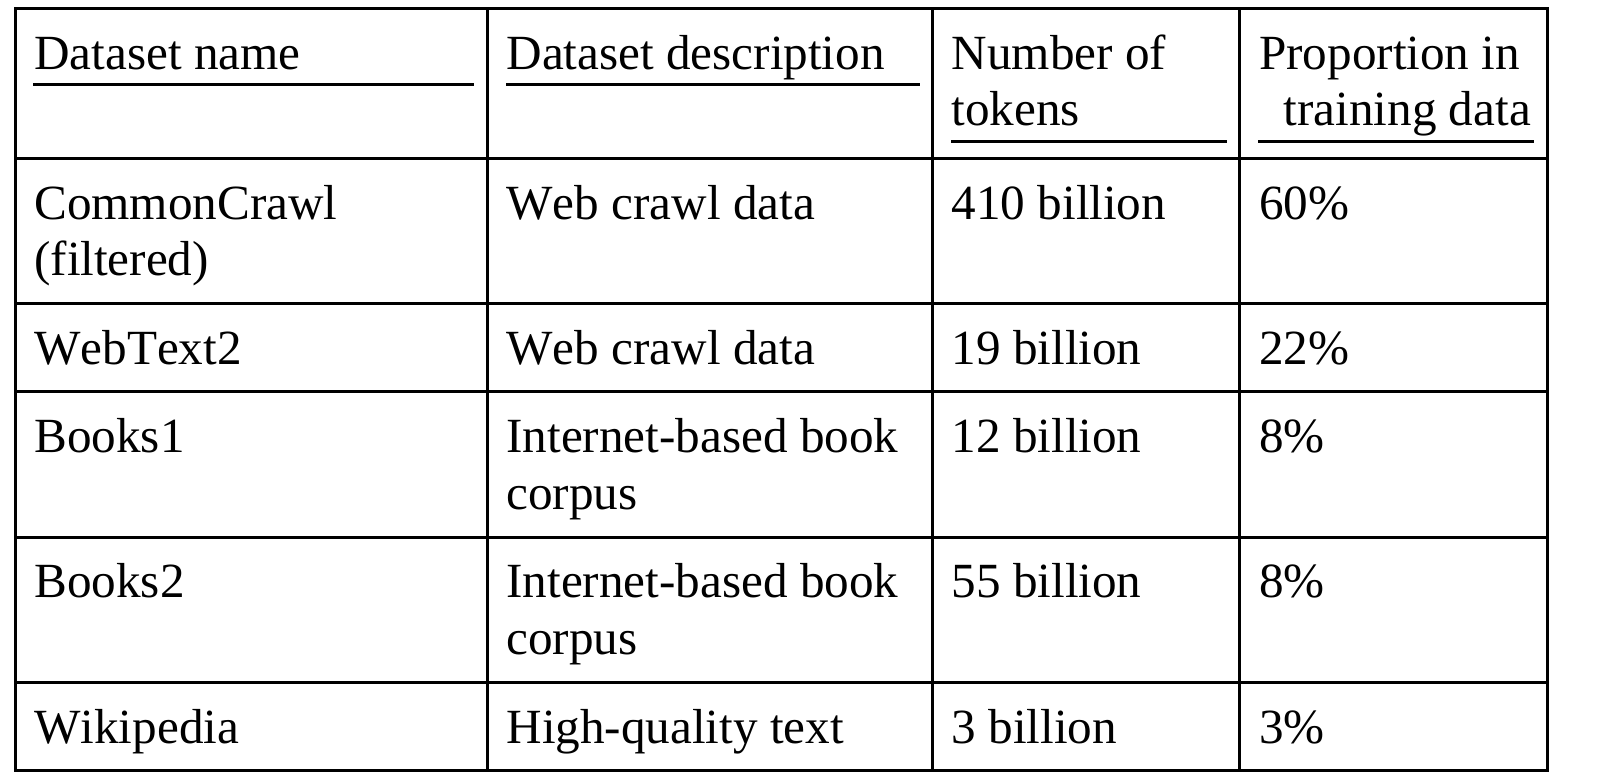 Dataset name
Dataset description
Number of
tokens
Proportion in
training data
CommonCrawl
(filtered)
Web crawl data
410 billion
60%
WebText2
Web crawl data
19 billion
22%
Books1
Internet-based book
corpus
12 billion
8%
Books2
Internet-based book
corpus
55 billion
8%
Wikipedia
High-quality text
3 billion
3%